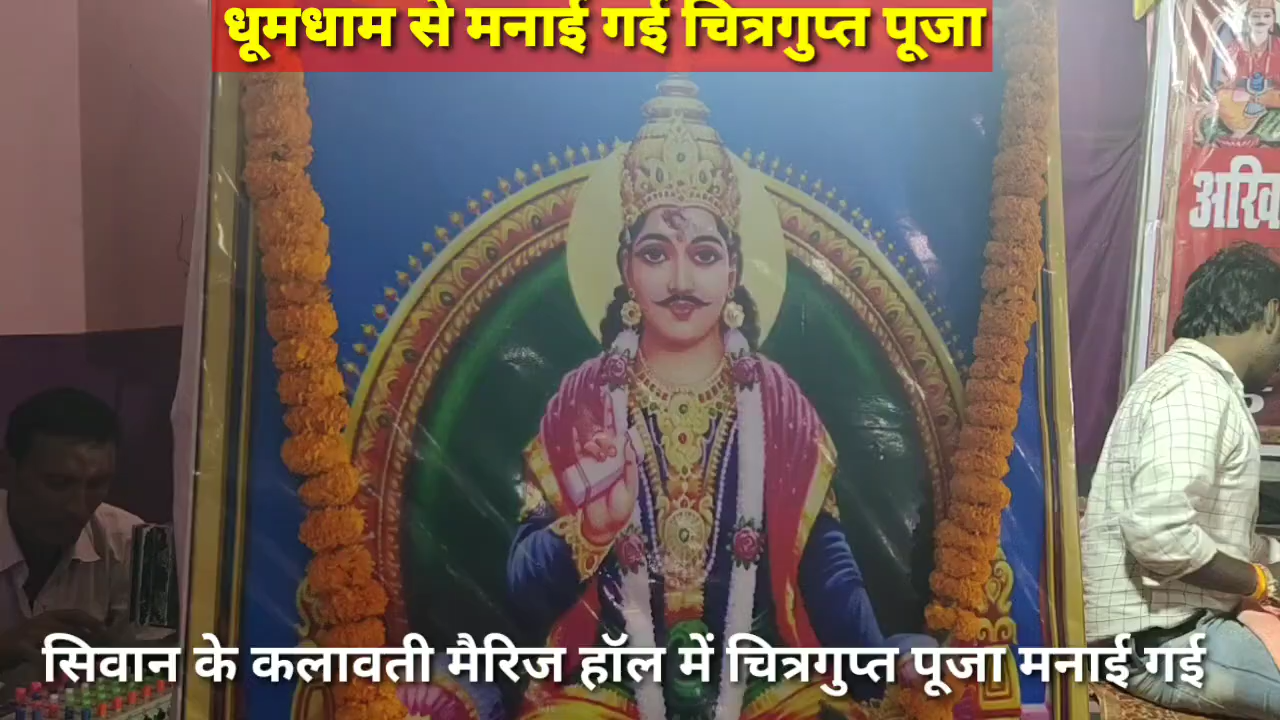 धूमधाम से मनाई गई चित्रगुप्त पूजा
सिवान के कलावती मैरिज हॉल में चित्रगुप्त पूजा मनाई गई